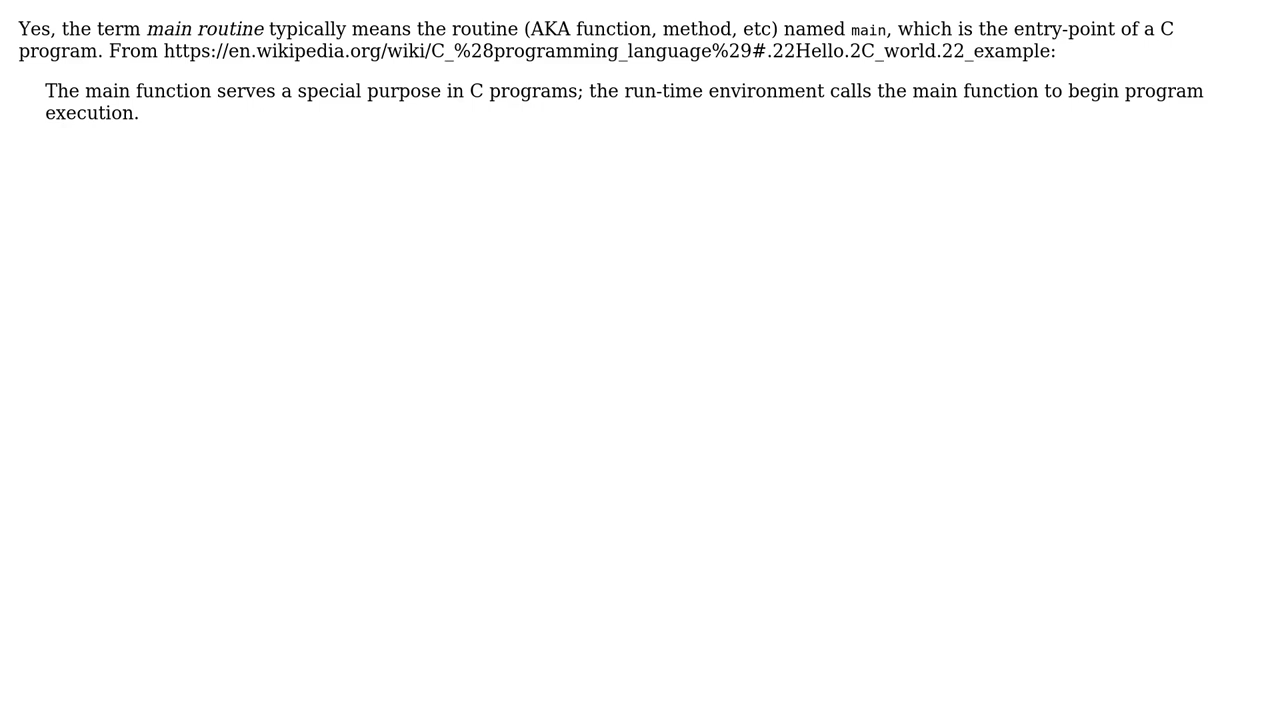 Yes, the term main routine typically means the routine (AKA function, method, etc) named main, which is the entry-point of a C
program. From https://en.wikipedia.org/wiki/C_%28programming_language%29#.22Hello.2C_world.22_example:
The main function serves a special purpose in C programs; the run-time environment calls the main function to begin program
execution.